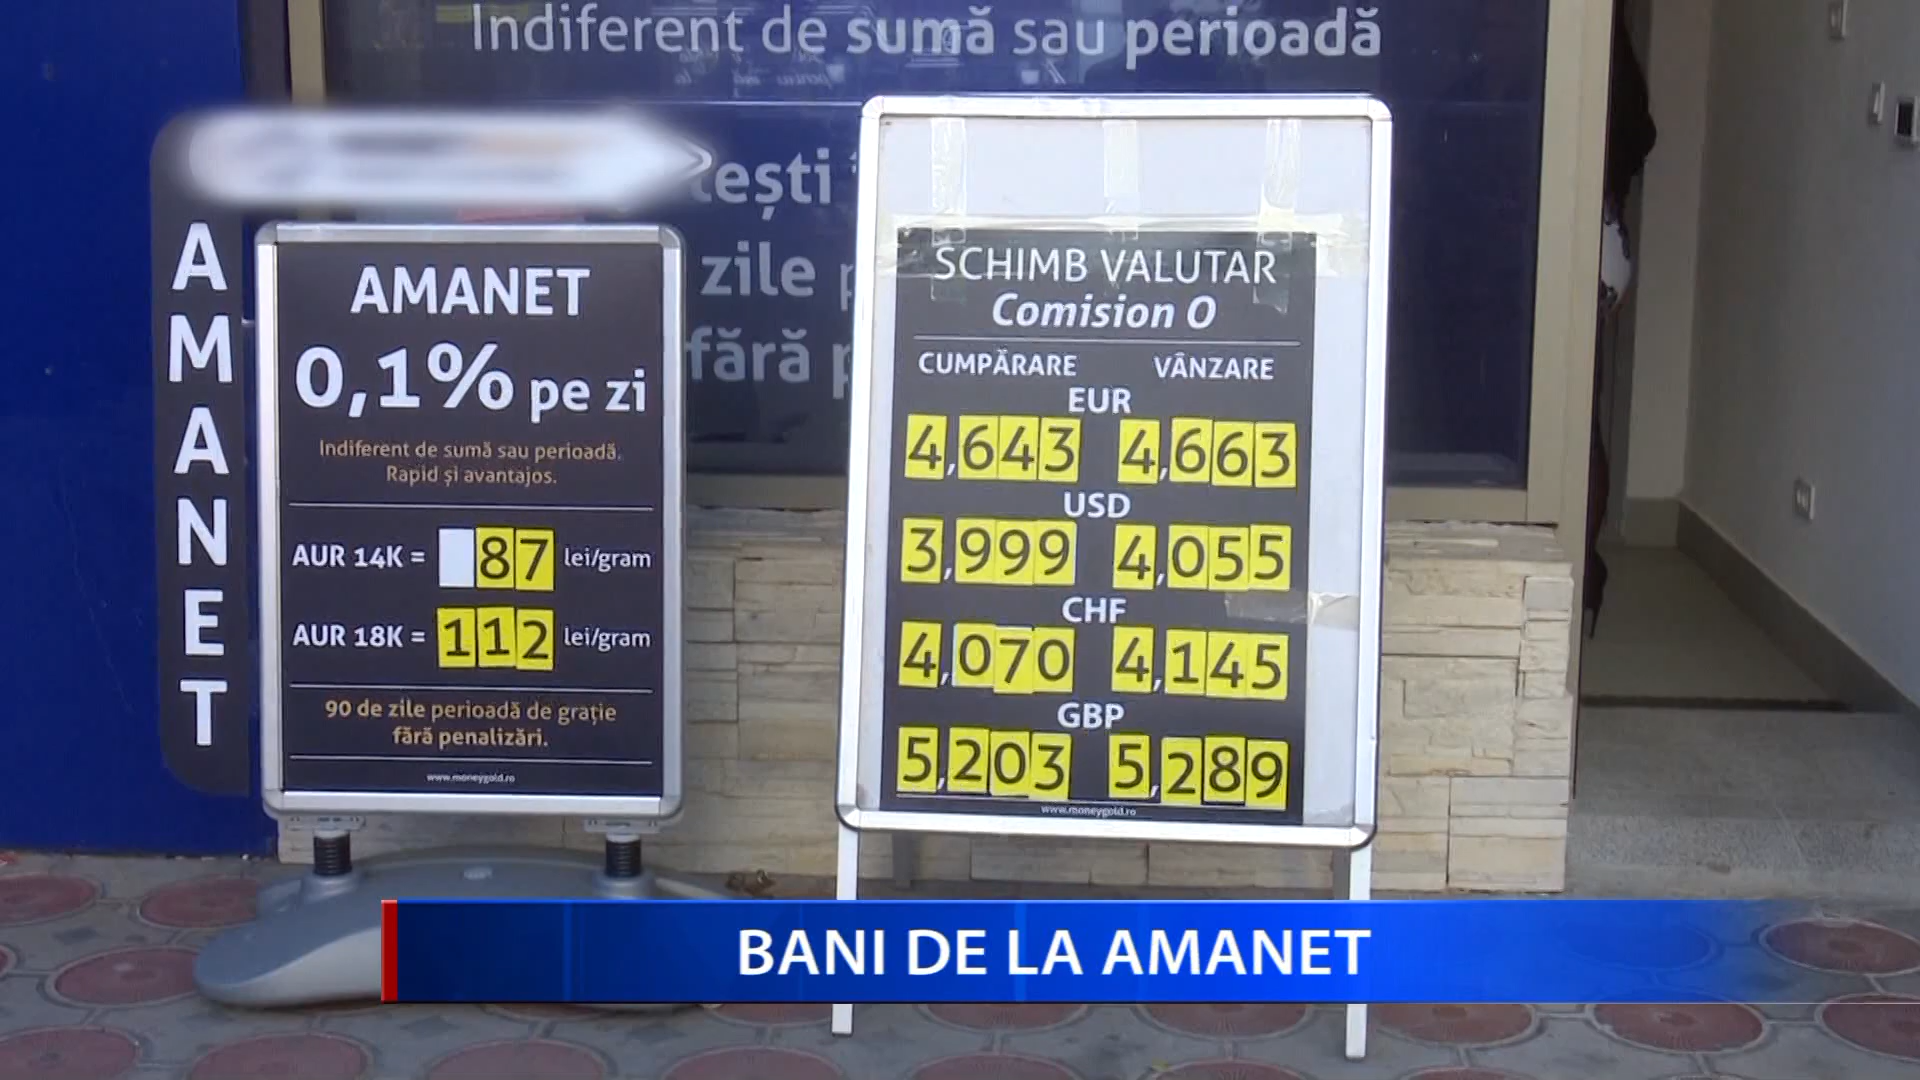 Indiferent de sumă sau perioadă
tești
zile
fără
AMANET
AMANET
0,1% pe zi
Indiferent de sumă sau perioadă.
Rapid și avantajos.
AUR 14K = 87 lei/gram
AUR 18K = 112 lei/gram
90 de zile perioadă de grație
fără penalizări.
www.moneygold.ro
SCHIMB VALUTAR
Comision 0
CUMPĂRARE VÂNZARE
EUR
4,643 4,663
USD
3,999 4,055
CHF
4,070 4,145
GBP
5,203 5,289
www.moneygold.ro
BANI DE LA AMANET